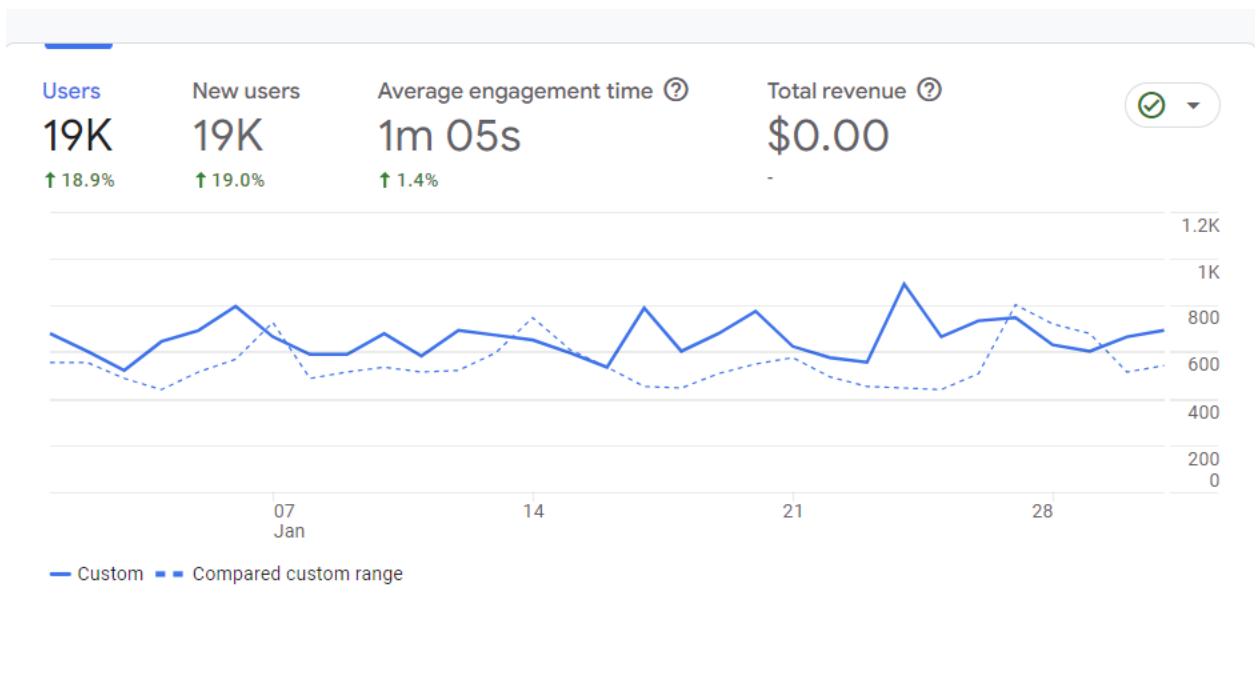 Users New users Average engagement time Total revenue
19K 19K 1m 05s $0.00
↑ 18.9% ↑ 19.0% ↑ 1.4% -
1.2K
1K
800
600
400
200
0
07 14 21 28
Jan
Custom Compared custom range